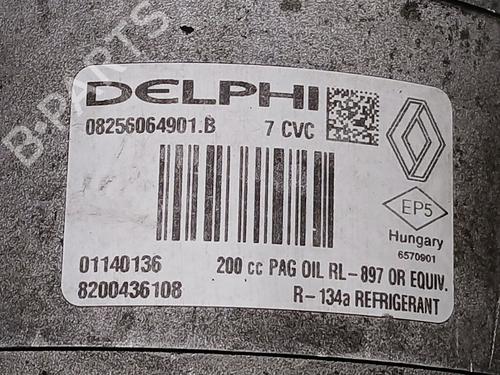 B-PARTS
DELPHI
08256064901.B 7 CVC
EP5
Hungary
6570901
01140136 200 cc PAG OIL RL-897 OR EQUIV.
8200436108 R-134a REFRIGERANT